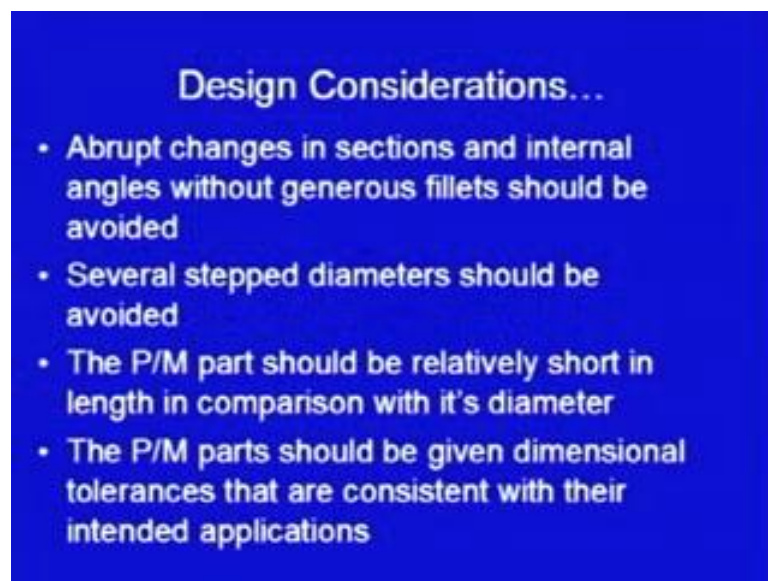 Design Considerations...
• Abrupt changes in sections and internal
angles without generous fillets should be
avoided
• Several stepped diameters should be
avoided
• The P/M part should be relatively short in
length in comparison with it's diameter
• The P/M parts should be given dimensional
tolerances that are consistent with their
intended applications